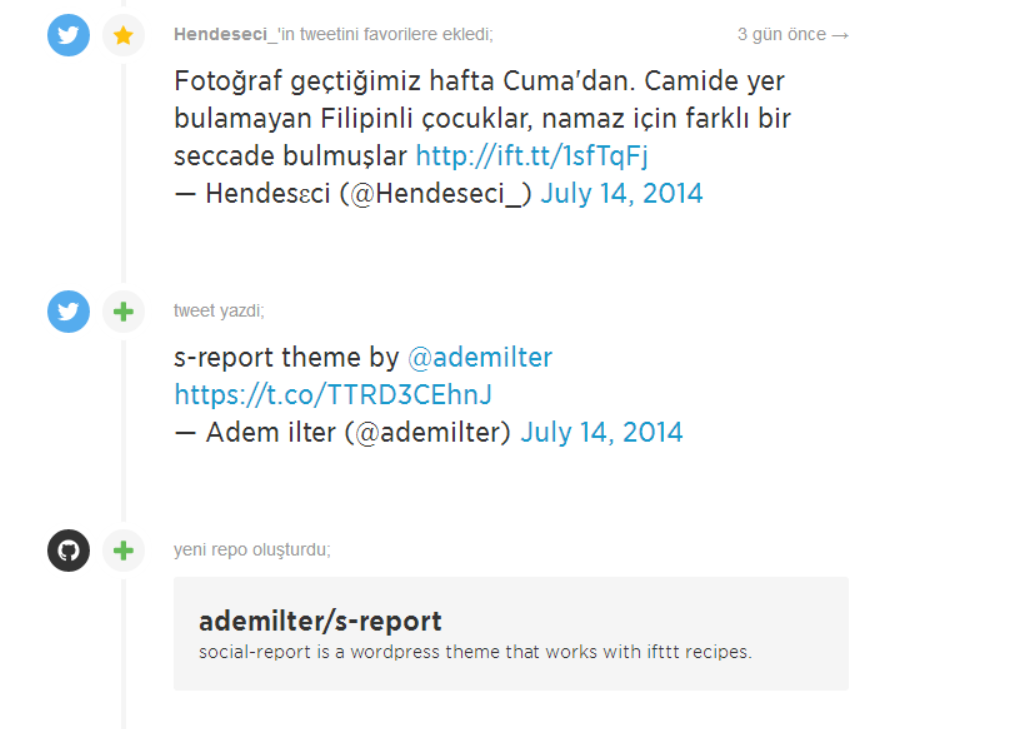 Hendeseci_'in tweetini favorilere ekledi; 3 gün önce →
Fotoğraf geçtiğimiz hafta Cuma'dan. Camide yer
bulamayan Filipinli çocuklar, namaz için farklı bir
seccade bulmuşlar http://ift.tt/1sfTqFj
— Hendesεci (@Hendeseci_) July 14, 2014
tweet yazdi;
s-report theme by @ademilter
https://t.co/TTRD3CEhnJ
— Adem ilter (@ademilter) July 14, 2014
yeni repo oluşturdu;
ademilter/s-report
social-report is a wordpress theme that works with ifttt recipes.